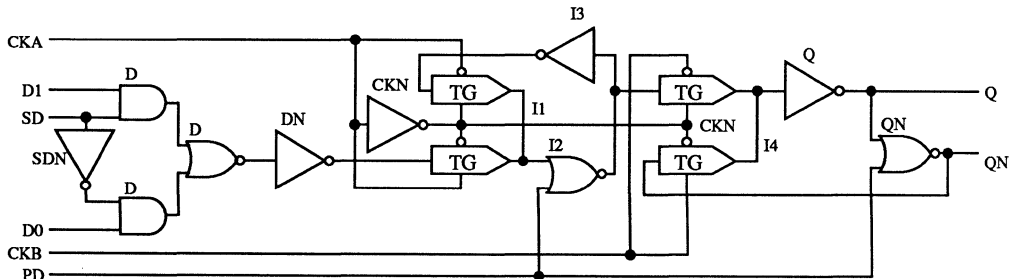 I3
CKA
Q
D
CKN
TG
TG
D1
I1
Q
SD
DN
D
CKN
QN
I2
SDN
TG
TG
I4
QN
D
D0
CKB
PD